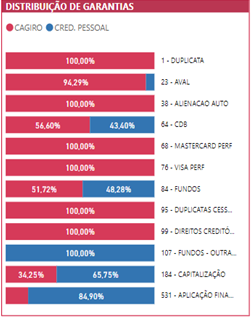 DISTRIBUIÇÃO DE GARANTIAS
CAGIRO CRED. PESSOAL
100,00% 1 - DUPLICATA
94,29% 23 - AVAL
100,00% 38 - ALIENACAO AUTO
56,60% 43,40% 64 - CDB
100,00% 68 - MASTERCARD PERF
100,00% 76 - VISA PERF
51,72% 48,28% 84 - FUNDOS
100,00% 95 - DUPLICATAS CESS...
100,00% 99 - DIREITOS CREDITÓ...
100,00% 107 - FUNDOS - OUTRA...
34,25% 65,75% 184 - CAPITALIZAÇÃO
84,90% 531 - APLICAÇÃO FINA...